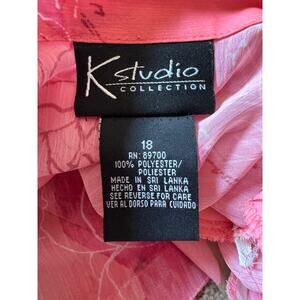 K studio
COLLECTION
18
RN: 89700
100% POLYESTER/
POLIESTER
MADE IN SRI LANKA
HECHO EN SRI LANKA
SEE REVERSE FOR CARE
VER AL DORSO PARA CUIDADO